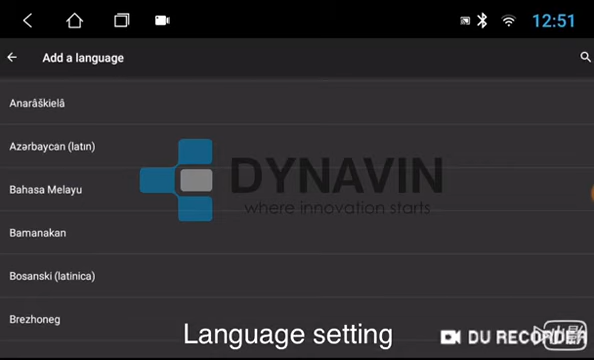 12:51
Add a language
Anarâškielâ
Azərbaycan (latın)
DYNAVIN
where innovation starts
Bahasa Melayu
Bamanakan
Bosanski (latinica)
Brezhoneg
Language setting
DU RECORDER